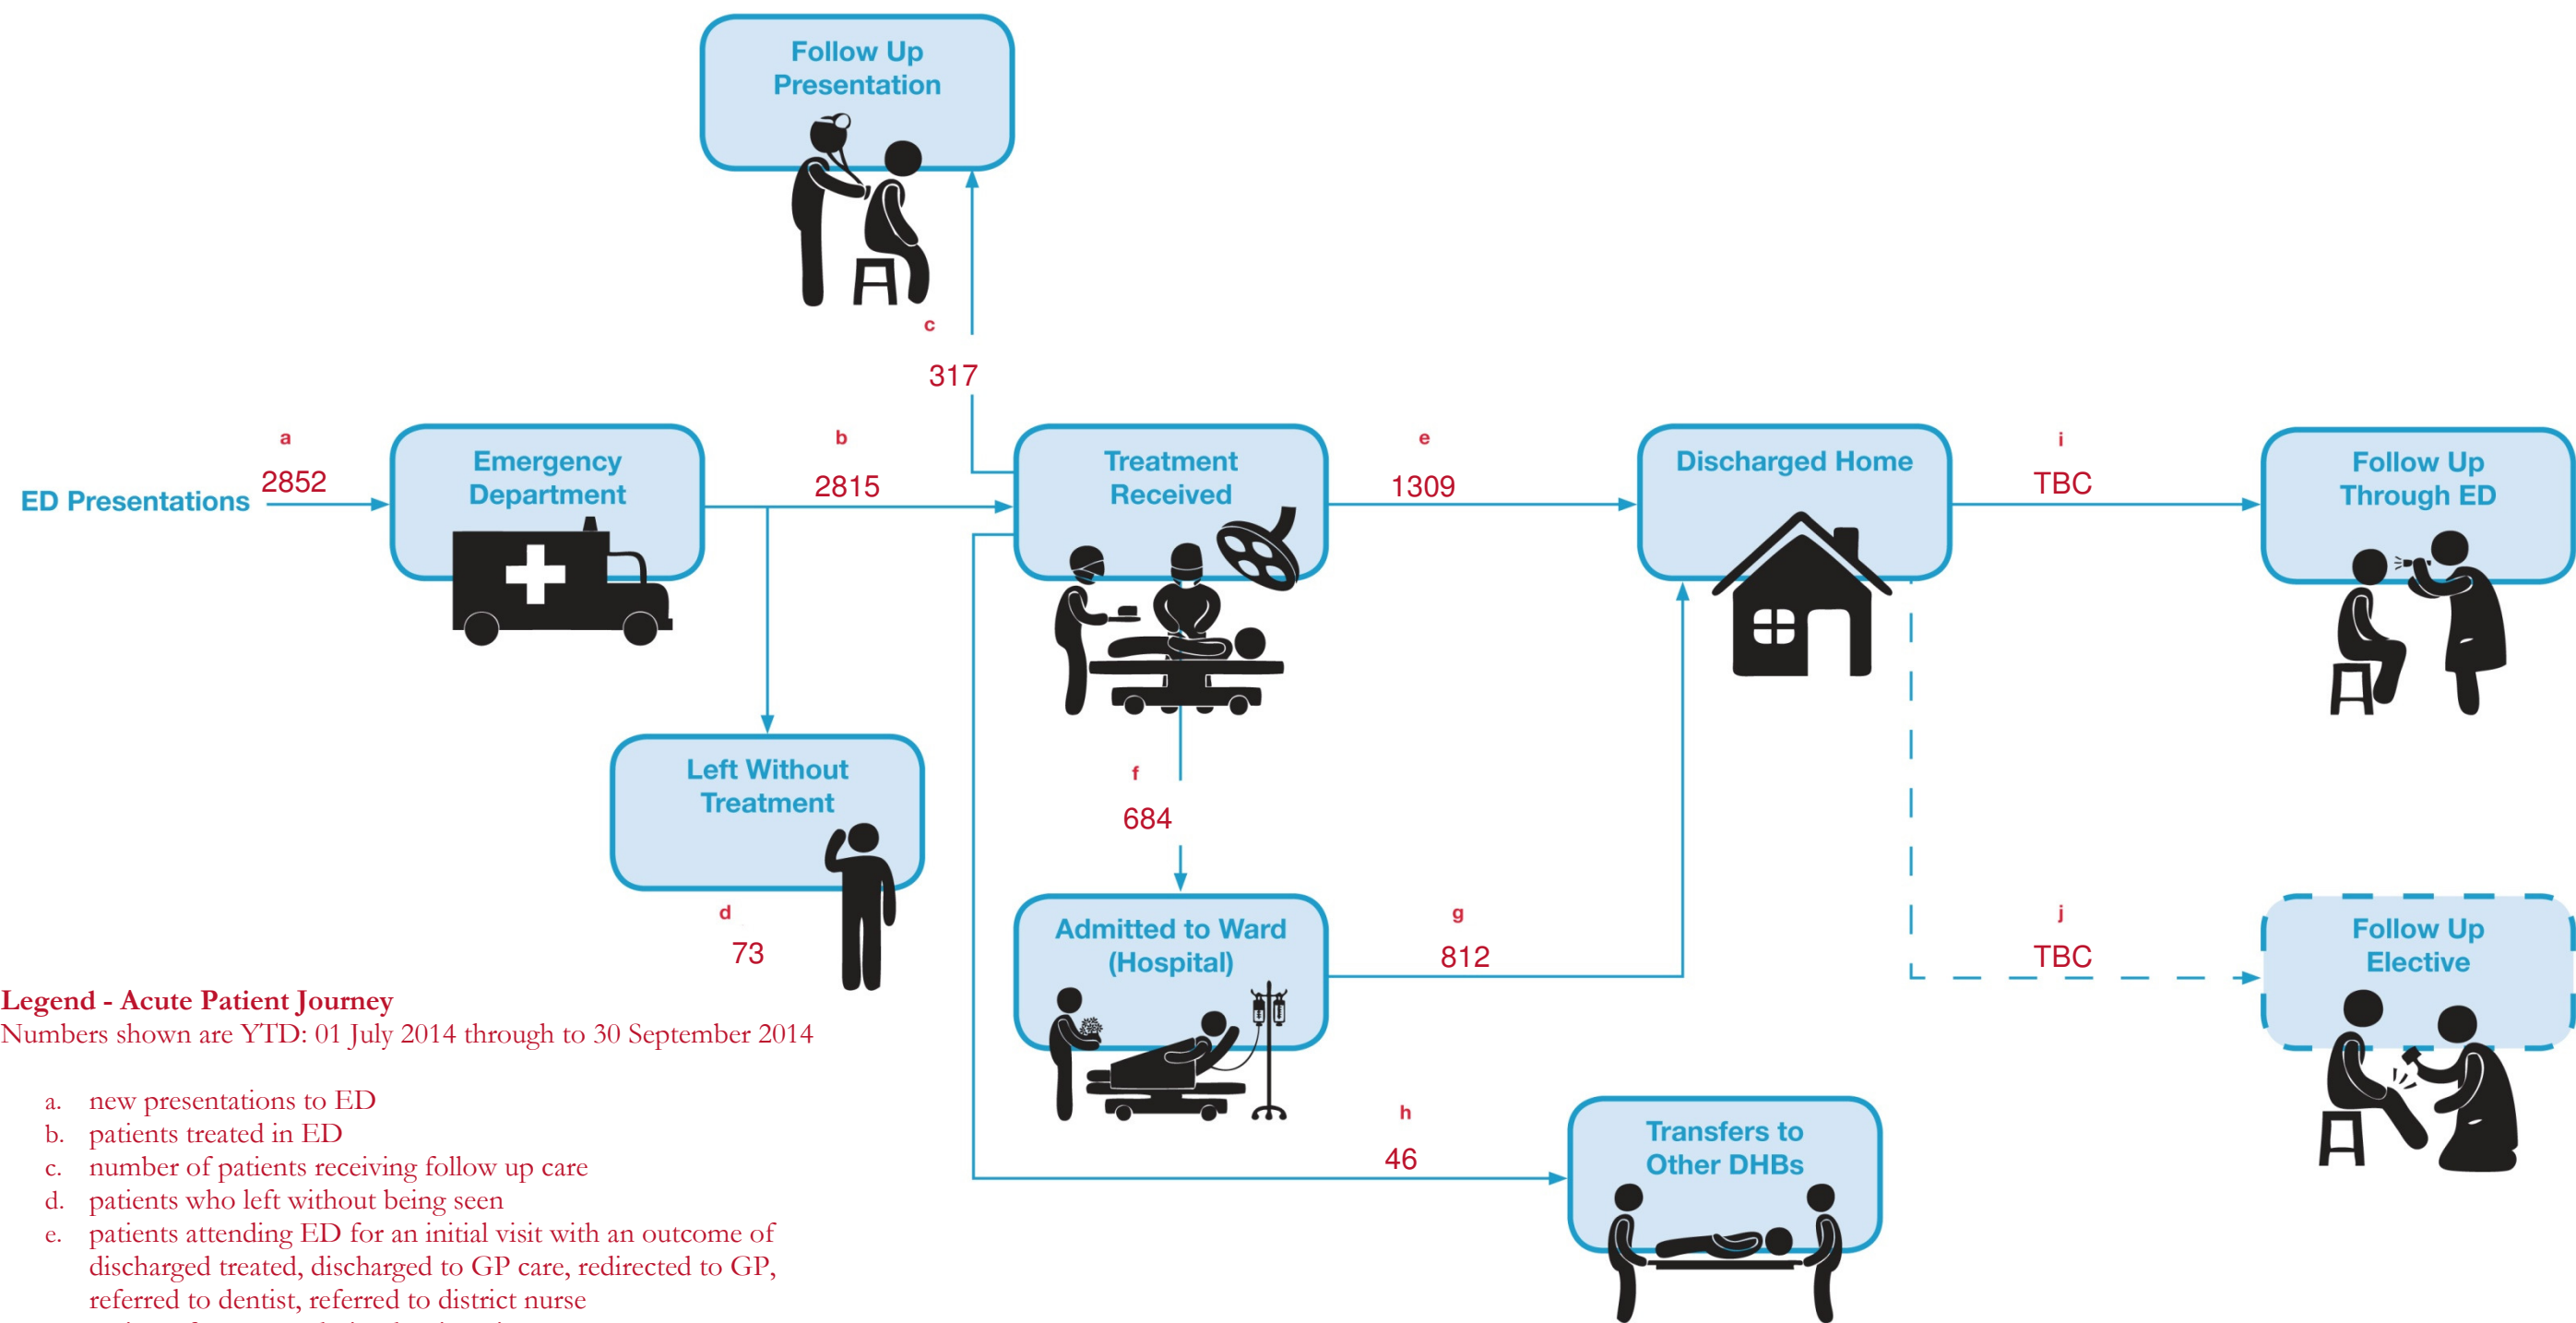 Follow Up
Presentation
c
317
a
2852
ED Presentations
Emergency
Department
b
2815
Treatment
Received
e
1309
Discharged Home
i
TBC
Follow Up
Through ED
Left Without
Treatment
d
73
f
684
Admitted to Ward
(Hospital)
g
812
j
TBC
Follow Up
Elective
h
46
Transfers to
Other DHBs
Legend - Acute Patient Journey
Numbers shown are YTD: 01 July 2014 through to 30 September 2014
a. new presentations to ED
b. patients treated in ED
c. number of patients receiving follow up care
d. patients who left without being seen
e. patients attending ED for an initial visit with an outcome of
discharged treated, discharged to GP care, redirected to GP,
referred to dentist, referred to district nurse